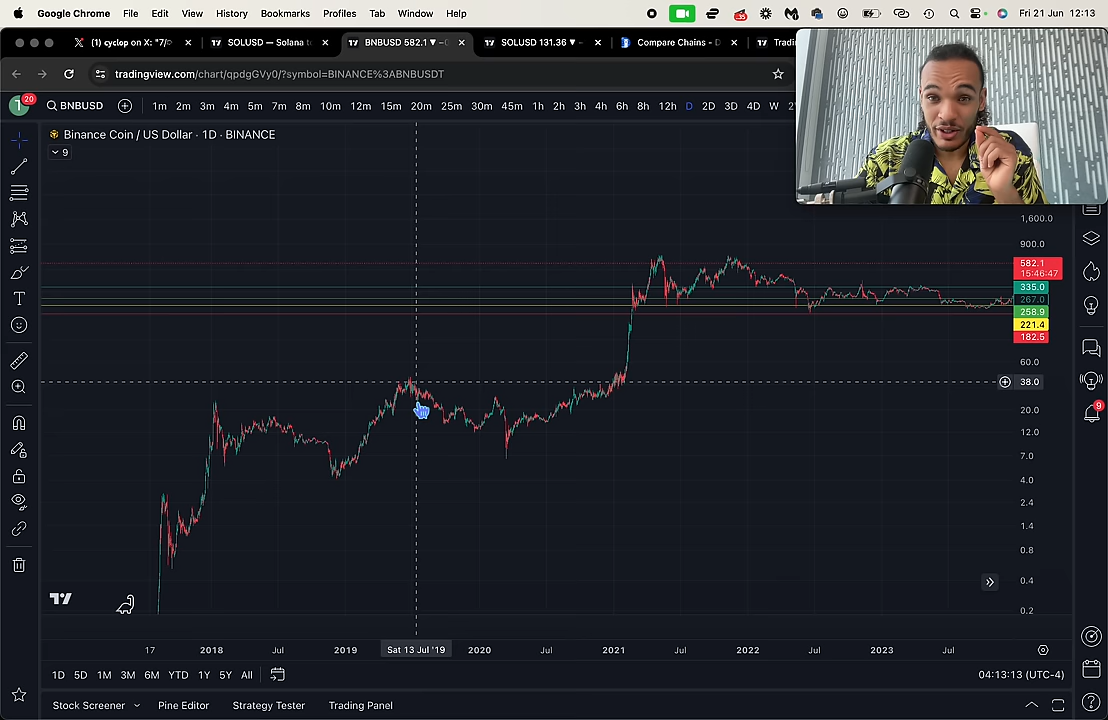 Google Chrome File Edit View History Bookmarks Profiles Tab Window Help Fri 21 Jun 12:13
(1) cyclop on X: "7/ SOLUSD — Solana t BNBUSD 582.1 ▼ SOLUSD 131.36 ▼ Compare Chains - D Tradi
tradingview.com/chart/qpdgGVy0/?symbol=BINANCE%3ABNBUSDT
20
BNBUSD 1m 2m 3m 4m 5m 7m 8m 10m 12m 15m 20m 25m 30m 45m 1h 2h 3h 4h 6h 8h 12h D 2D 3D 4D W
Binance Coin / US Dollar · 1D · BINANCE
9
1,600.0
900.0
582.1
15:46:47
335.0
267.0
258.9
221.4
182.5
60.0
38.0
20.0
12.0
7.0
4.0
2.4
1.4
0.8
0.4
0.2
9
17 2018 Jul 2019 Sat 13 Jul '19 2020 Jul 2021 Jul 2022 Jul 2023 Jul
1D 5D 1M 3M 6M YTD 1Y 5Y All 04:13:13 (UTC-4)
Stock Screener Pine Editor Strategy Tester Trading Panel